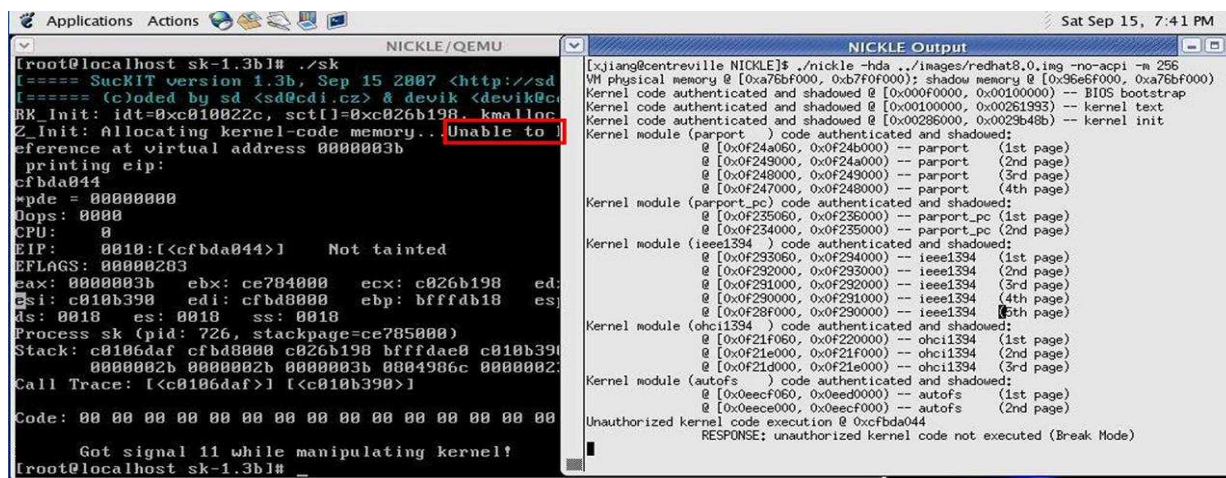 Applications Actions Sat Sep 15, 7:41 PM
NICKLE/QEMU
[root@localhost sk-1.3b]# ./sk
[===== SucKIT version 1.3b, Sep 15 2007 <http://sd
[====== (c)oded by sd <sd@cdi.cz> & devik <devik@c
RK_Init: idt=0xc010022c, sct[]=0xc026b198, kmalloc
Z_Init: Allocating kernel-code memory...Unable to
eference at virtual address 0000003b
printing eip:
cfbda044
*pde = 00000000
Oops: 0000
CPU: 0
EIP: 0010:[<cfbda044>] Not tainted
EFLAGS: 00000283
eax: 0000003b ebx: ce784000 ecx: c026b198 ed
esi: c010b390 edi: cfbd8000 ebp: bfffdb18 es
ds: 0018 es: 0018 ss: 0018
Process sk (pid: 726, stackpage=ce785000)
Stack: c0106daf cfbd8000 c026b198 bfffdae0 c010b390
0000002b 0000002b 0000003b 0804986c 0000002
Call Trace: [<c0106daf>] [<c010b390>]
Code: 00 00 00 00 00 00 00 00 00 00 00 00 00
Got signal 11 while manipulating kernel!
[root@localhost sk-1.3b]# _
NICKLE Output
[xjiang@centreville NICKLE]$ ./nickle -hda ../images/redhat8.0.img -no-acpi -m 256
VM physical memory @ [0xa76bf000, 0xb7f0f000); shadow memory @ [0x96e6f000, 0xa76bf000)
Kernel code authenticated and shadowed @ [0x000f0000, 0x00100000) -- BIOS bootstrap
Kernel code authenticated and shadowed @ [0x00100000, 0x00261993) -- kernel text
Kernel code authenticated and shadowed @ [0x00286000, 0x0029b48b) -- kernel init
Kernel module (parport ) code authenticated and shadowed:
@ [0x0f24a060, 0x0f24b000) -- parport (1st page)
@ [0x0f249000, 0x0f24a000) -- parport (2nd page)
@ [0x0f248000, 0x0f249000) -- parport (3rd page)
@ [0x0f247000, 0x0f248000) -- parport (4th page)
Kernel module (parport_pc) code authenticated and shadowed:
@ [0x0f235060, 0x0f236000) -- parport_pc (1st page)
@ [0x0f234000, 0x0f235000) -- parport_pc (2nd page)
Kernel module (ieee1394 ) code authenticated and shadowed:
@ [0x0f293060, 0x0f294000) -- ieee1394 (1st page)
@ [0x0f292000, 0x0f293000) -- ieee1394 (2nd page)
@ [0x0f291000, 0x0f292000) -- ieee1394 (3rd page)
@ [0x0f290000, 0x0f291000) -- ieee1394 (4th page)
@ [0x0f28f000, 0x0f290000) -- ieee1394 (5th page)
Kernel module (ohci1394 ) code authenticated and shadowed:
@ [0x0f21f060, 0x0f220000) -- ohci1394 (1st page)
@ [0x0f21e000, 0x0f21f000) -- ohci1394 (2nd page)
@ [0x0f21d000, 0x0f21e000) -- ohci1394 (3rd page)
Kernel module (autofs ) code authenticated and shadowed:
@ [0x0eecf060, 0x0eed0000) -- autofs (1st page)
@ [0x0eece000, 0x0eecf000) -- autofs (2nd page)
Unauthorized kernel code execution @ 0xcfbda044
RESPONSE: unauthorized kernel code not executed (Break Mode)